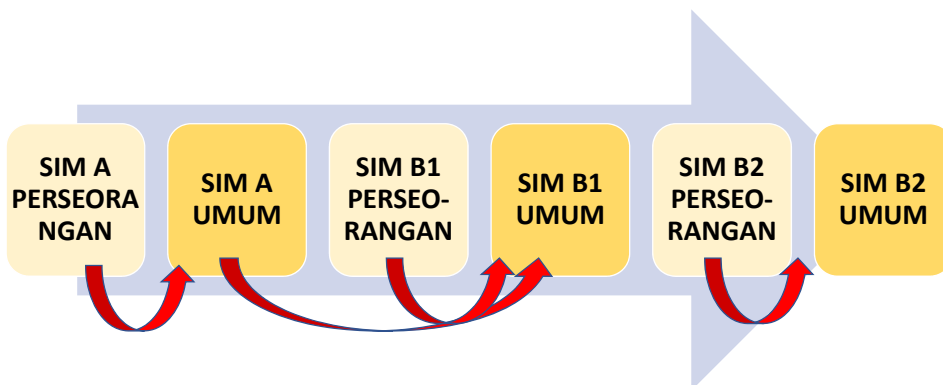 SIM A
PERSEORA
NGAN
SIM A
UMUM
SIM B1
PERSEO-
RANGAN
SIM B1
UMUM
SIM B2
PERSEO-
RANGAN
SIM B2
UMUM